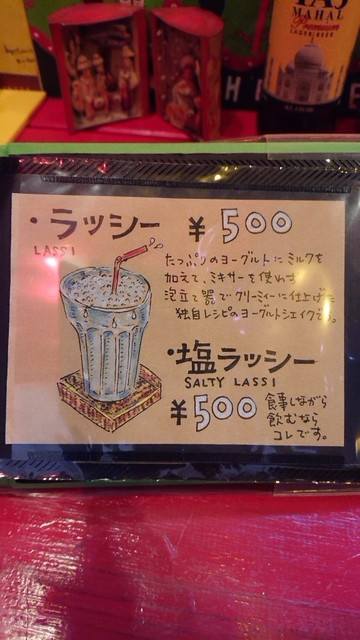 TAJ
MAHAL
Premium
LAGER BEER
・ラッシー ¥500
LASSI
たっぷりのヨーグルトにミルクを
加えて、ミキサーを使わず
泡立て器でクリーミーに仕上げた
独自レシピのヨーグルトシェイクです。
・塩ラッシー
SALTY LASSI
¥500
食事しながら
飲むなら
コレです。